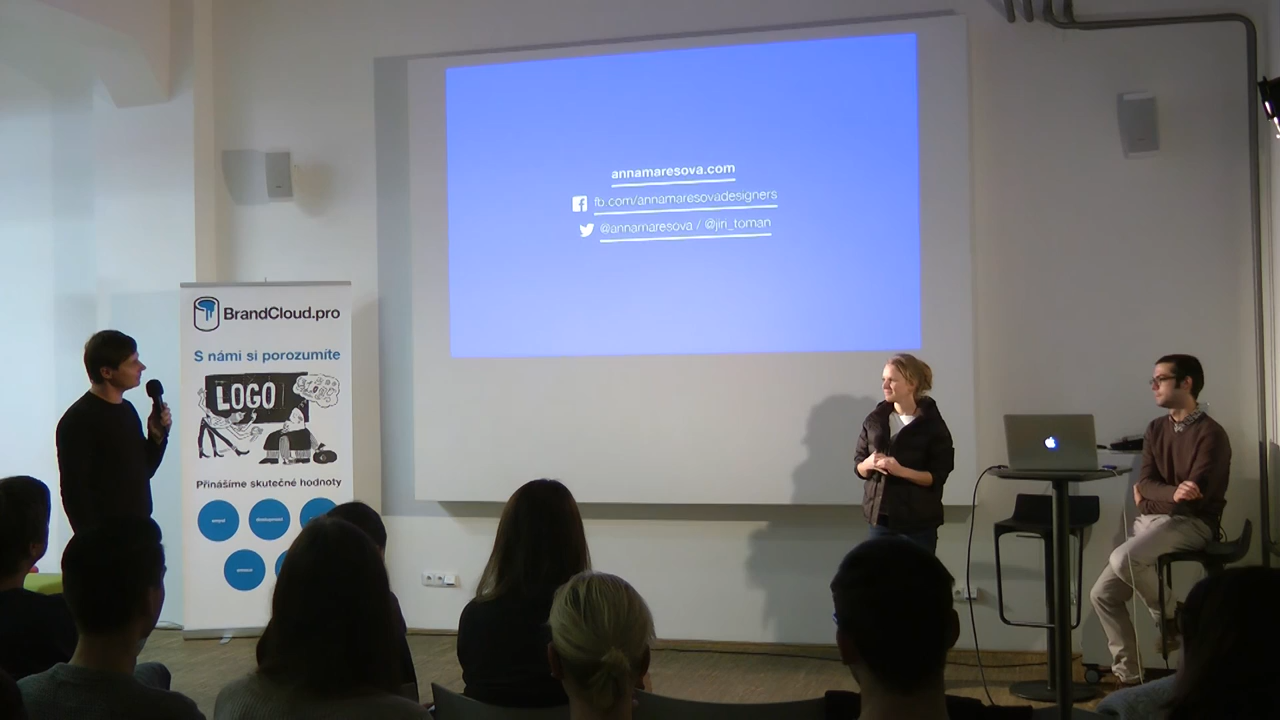 annamaresova.com
fb.com/annamaresovadesigners
@annamaresova / @jiri_toman
BrandCloud.pro
S námi si porozumíte
LOGO
Přinášíme skutečné hodnoty